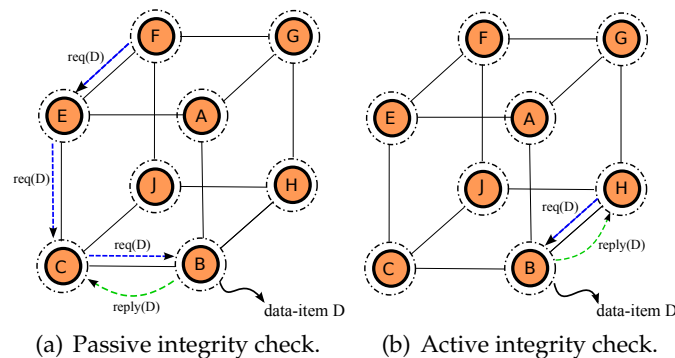 F
G
req(D)
E
A
req(D)
J
H
req(D)
C
B
reply(D)
data-item D
(a) Passive integrity check.
F
G
E
A
J
H
req(D)
reply(D)
C
B
data-item D
(b) Active integrity check.